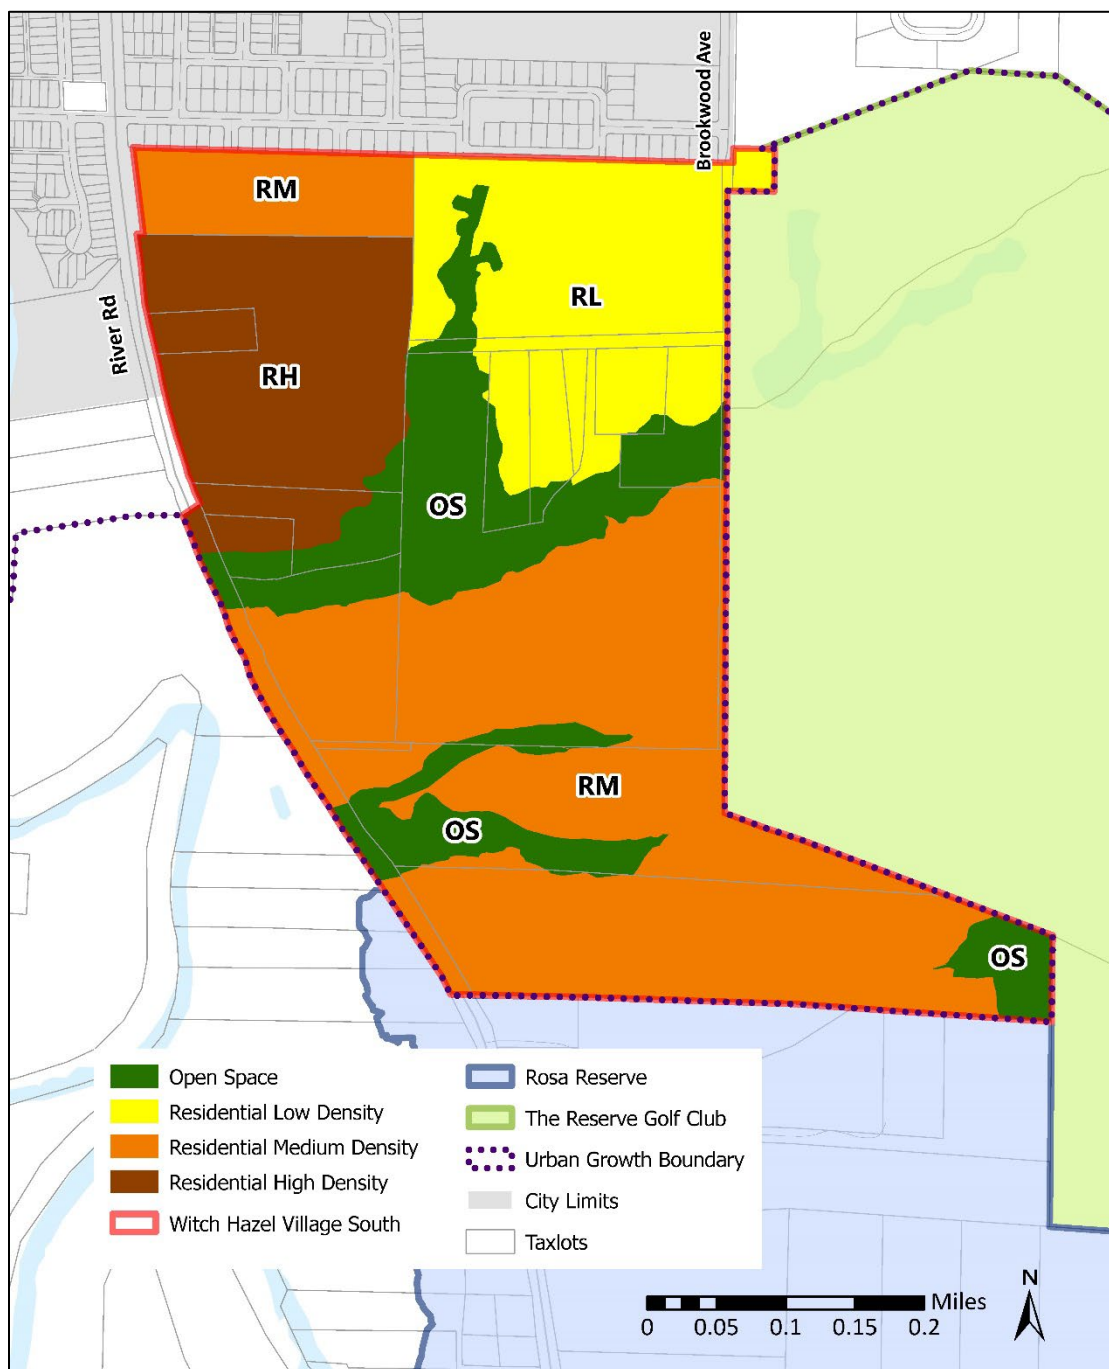 Brookwood Ave
RM
RL
River Rd
RH
OS
RM
OS
OS
Open Space
Residential Low Density
Residential Medium Density
Residential High Density
Witch Hazel Village South
Rosa Reserve
The Reserve Golf Club
Urban Growth Boundary
City Limits
Taxlots
N
Miles
0 0.05 0.1 0.15 0.2